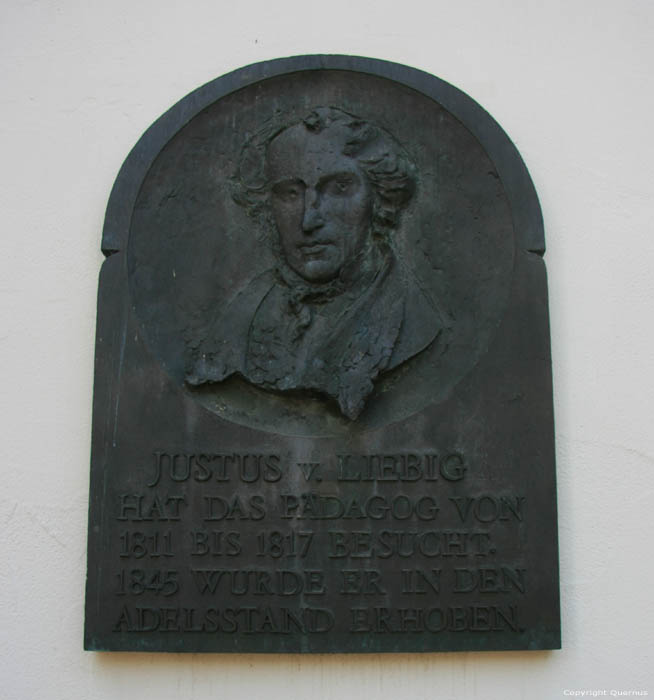 JUSTUS v. LIEBIG
HAT DAS PÄDAGOG VON
1811 BIS 1817 BESUCHT.
1845 WURDE ER IN DEN
ADELSSTAND ERHOBEN.
Copyright Quernus